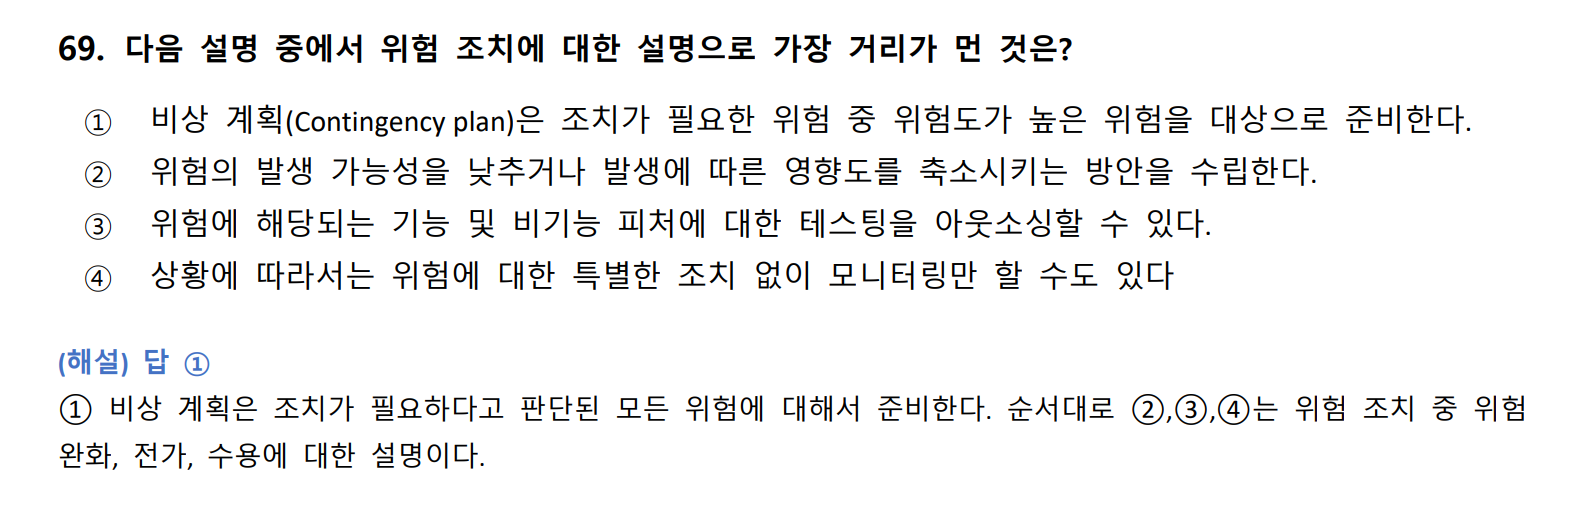 69. 다음 설명 중에서 위험 조치에 대한 설명으로 가장 거리가 먼 것은?
① 비상 계획(Contingency plan)은 조치가 필요한 위험 중 위험도가 높은 위험을 대상으로 준비한다.
② 위험의 발생 가능성을 낮추거나 발생에 따른 영향도를 축소시키는 방안을 수립한다.
③ 위험에 해당되는 기능 및 비기능 피처에 대한 테스팅을 아웃소싱할 수 있다.
④ 상황에 따라서는 위험에 대한 특별한 조치 없이 모니터링만 할 수도 있다
(해설) 답 ①
① 비상 계획은 조치가 필요하다고 판단된 모든 위험에 대해서 준비한다. 순서대로 ②,③,④는 위험 조치 중 위험
완화, 전가, 수용에 대한 설명이다.